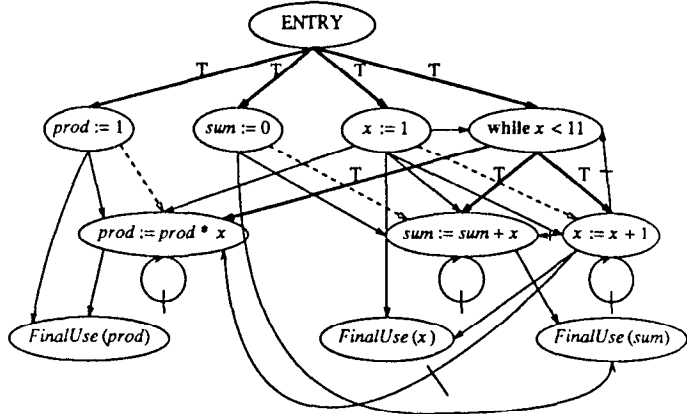 ENTRY
T T T T
prod := 1 sum := 0 x := 1 while x < 11
T T T
prod := prod * x sum := sum + x x := x + 1
FinalUse (prod) FinalUse (x) FinalUse (sum)